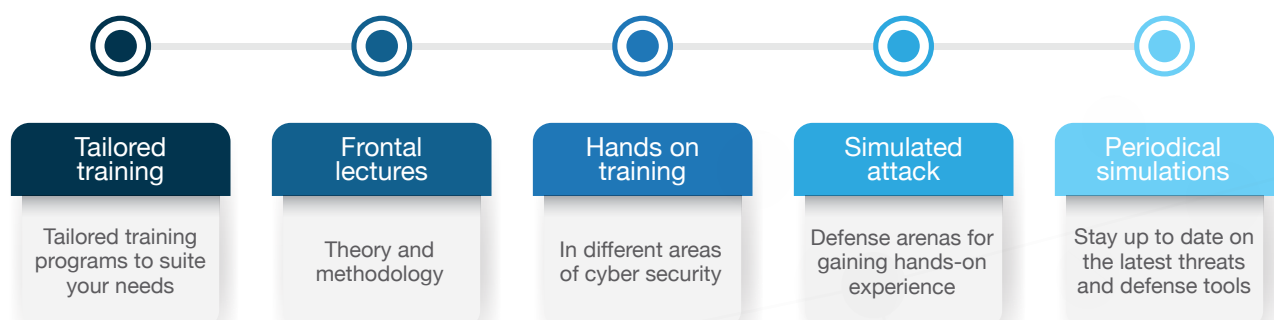 Tailored
training
Tailored training
programs to suite
your needs
Frontal
lectures
Theory and
methodology
Hands on
training
In different areas
of cyber security
Simulated
attack
Defense arenas for
gaining hands-on
experience
Periodical
simulations
Stay up to date on
the latest threats
and defense tools